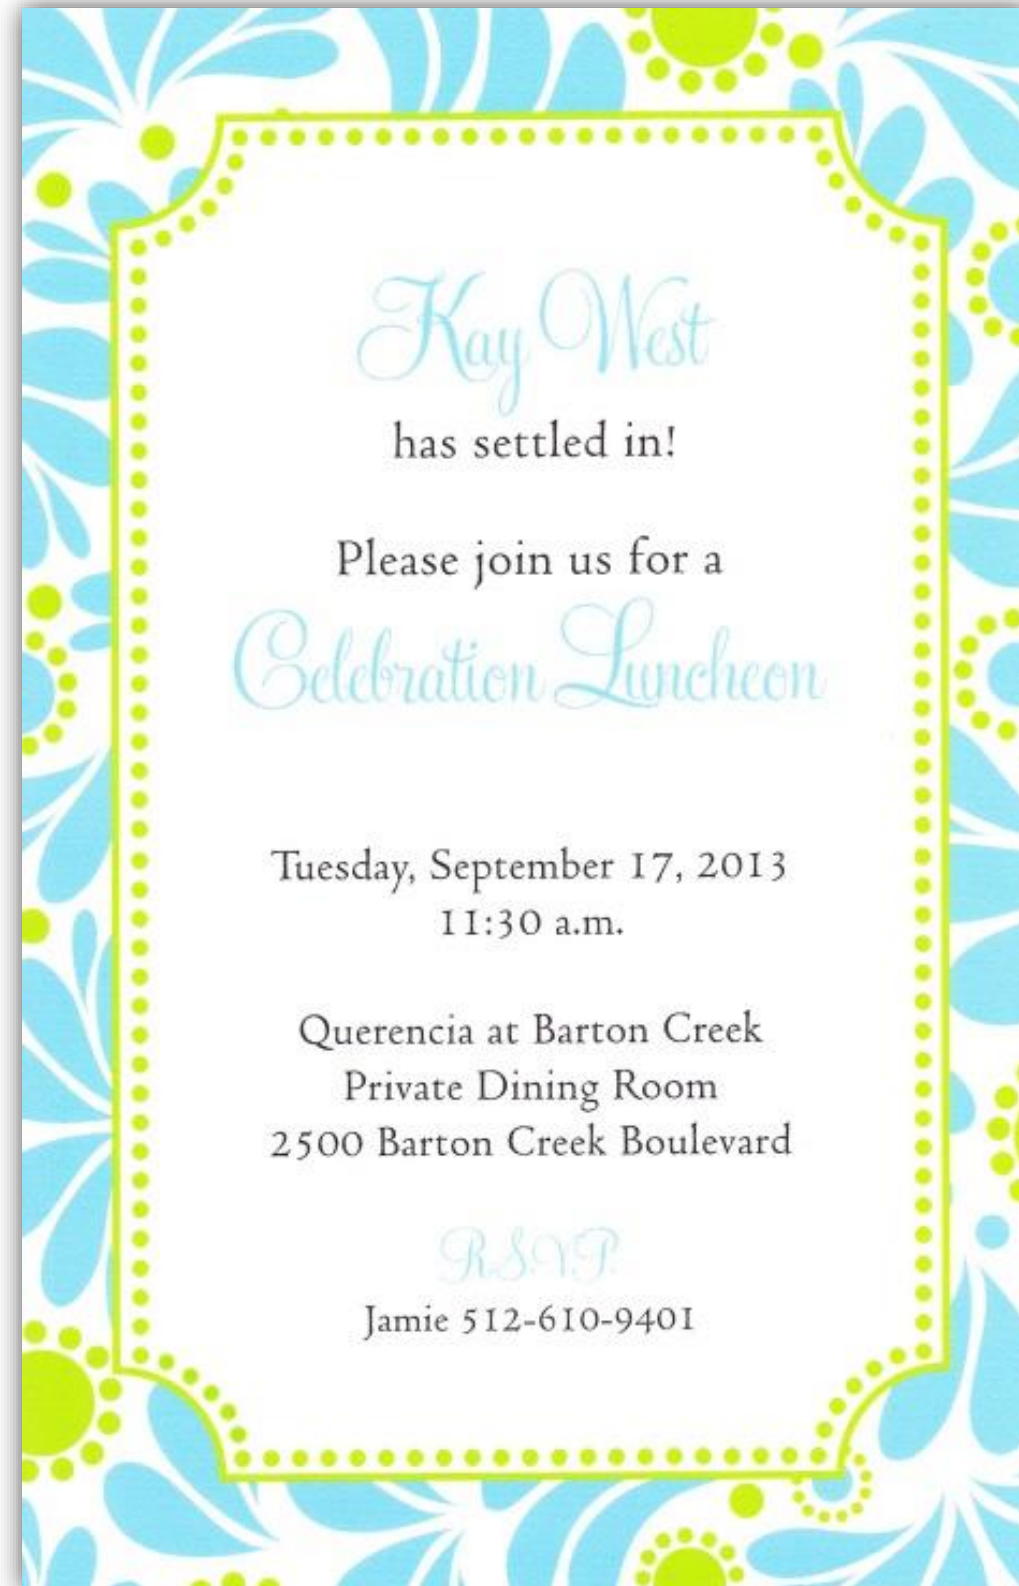 Kay West
has settled in!
Please join us for a
Celebration Luncheon
Tuesday, September 17, 2013
11:30 a.m.
Querencia at Barton Creek
Private Dining Room
2500 Barton Creek Boulevard
R.S.V.P.
Jamie 512-610-9401